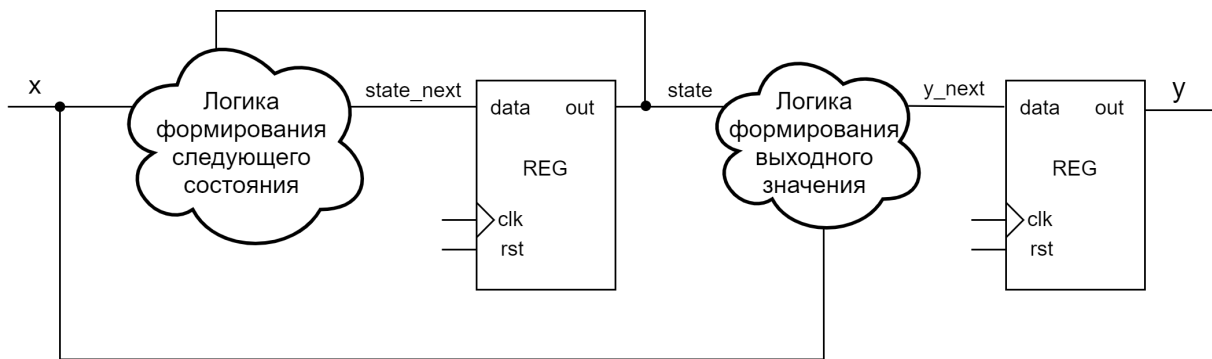 x
Логика
формирования
следующего
состояния
state_next
data out
REG
clk
rst
state
Логика
формирования
выходного
значения
y_next
data out
REG
clk
rst
y